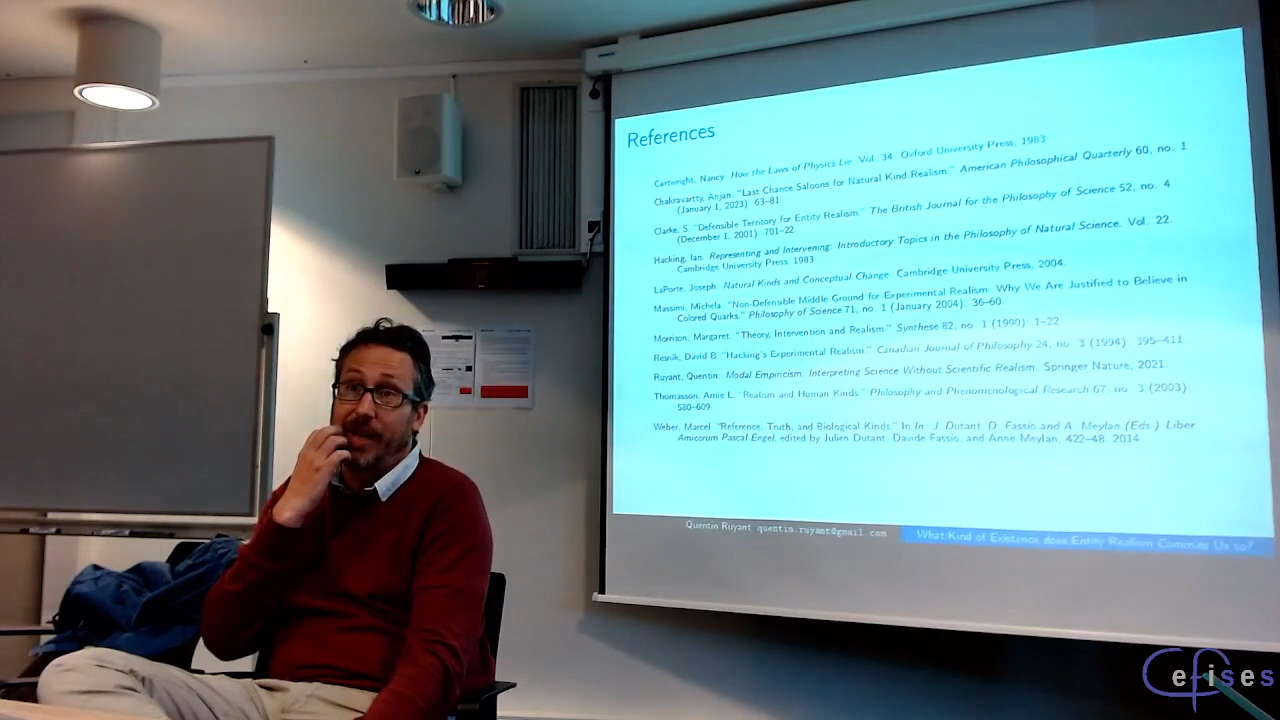 References
Cartwright, Nancy. How the Laws of Physics Lie. Vol. 34. Oxford University Press, 1983.
Chakravartty, Anjan. "Last Chance Saloons for Natural Kind Realism." American Philosophical Quarterly 60, no. 1
(January 1, 2023): 63–81.
Clarke, S. "Defensible Territory for Entity Realism." The British Journal for the Philosophy of Science 52, no. 4
(December 1, 2001): 701–22.
Hacking, Ian. Representing and Intervening: Introductory Topics in the Philosophy of Natural Science. Vol. 22.
Cambridge University Press, 1983.
LaPorte, Joseph. Natural Kinds and Conceptual Change. Cambridge University Press, 2004.
Massimi, Michela. "Non-Defensible Middle Ground for Experimental Realism: Why We Are Justified to Believe in
Colored Quarks." Philosophy of Science 71, no. 1 (January 2004): 36–60.
Morrison, Margaret. "Theory, Intervention and Realism." Synthese 82, no. 1 (1990): 1–22.
Resnik, David B. "Hacking's Experimental Realism." Canadian Journal of Philosophy 24, no. 3 (1994): 395–411.
Ruyant, Quentin. Modal Empiricism: Interpreting Science Without Scientific Realism. Springer Nature, 2021.
Thomasson, Amie L. "Realism and Human Kinds." Philosophy and Phenomenological Research 67, no. 3 (2003):
580–609.
Weber, Marcel. "Reference, Truth, and Biological Kinds." In In: J. Dutant, D. Fassio and A. Meylan (Eds.) Liber
Amicorum Pascal Engel, edited by Julien Dutant, Davide Fassio, and Anne Meylan, 422–48, 2014.
Quentin Ruyant quentin.ruyant@gmail.com What Kind of Existence does Entity Realism Commits Us to?
Cefises